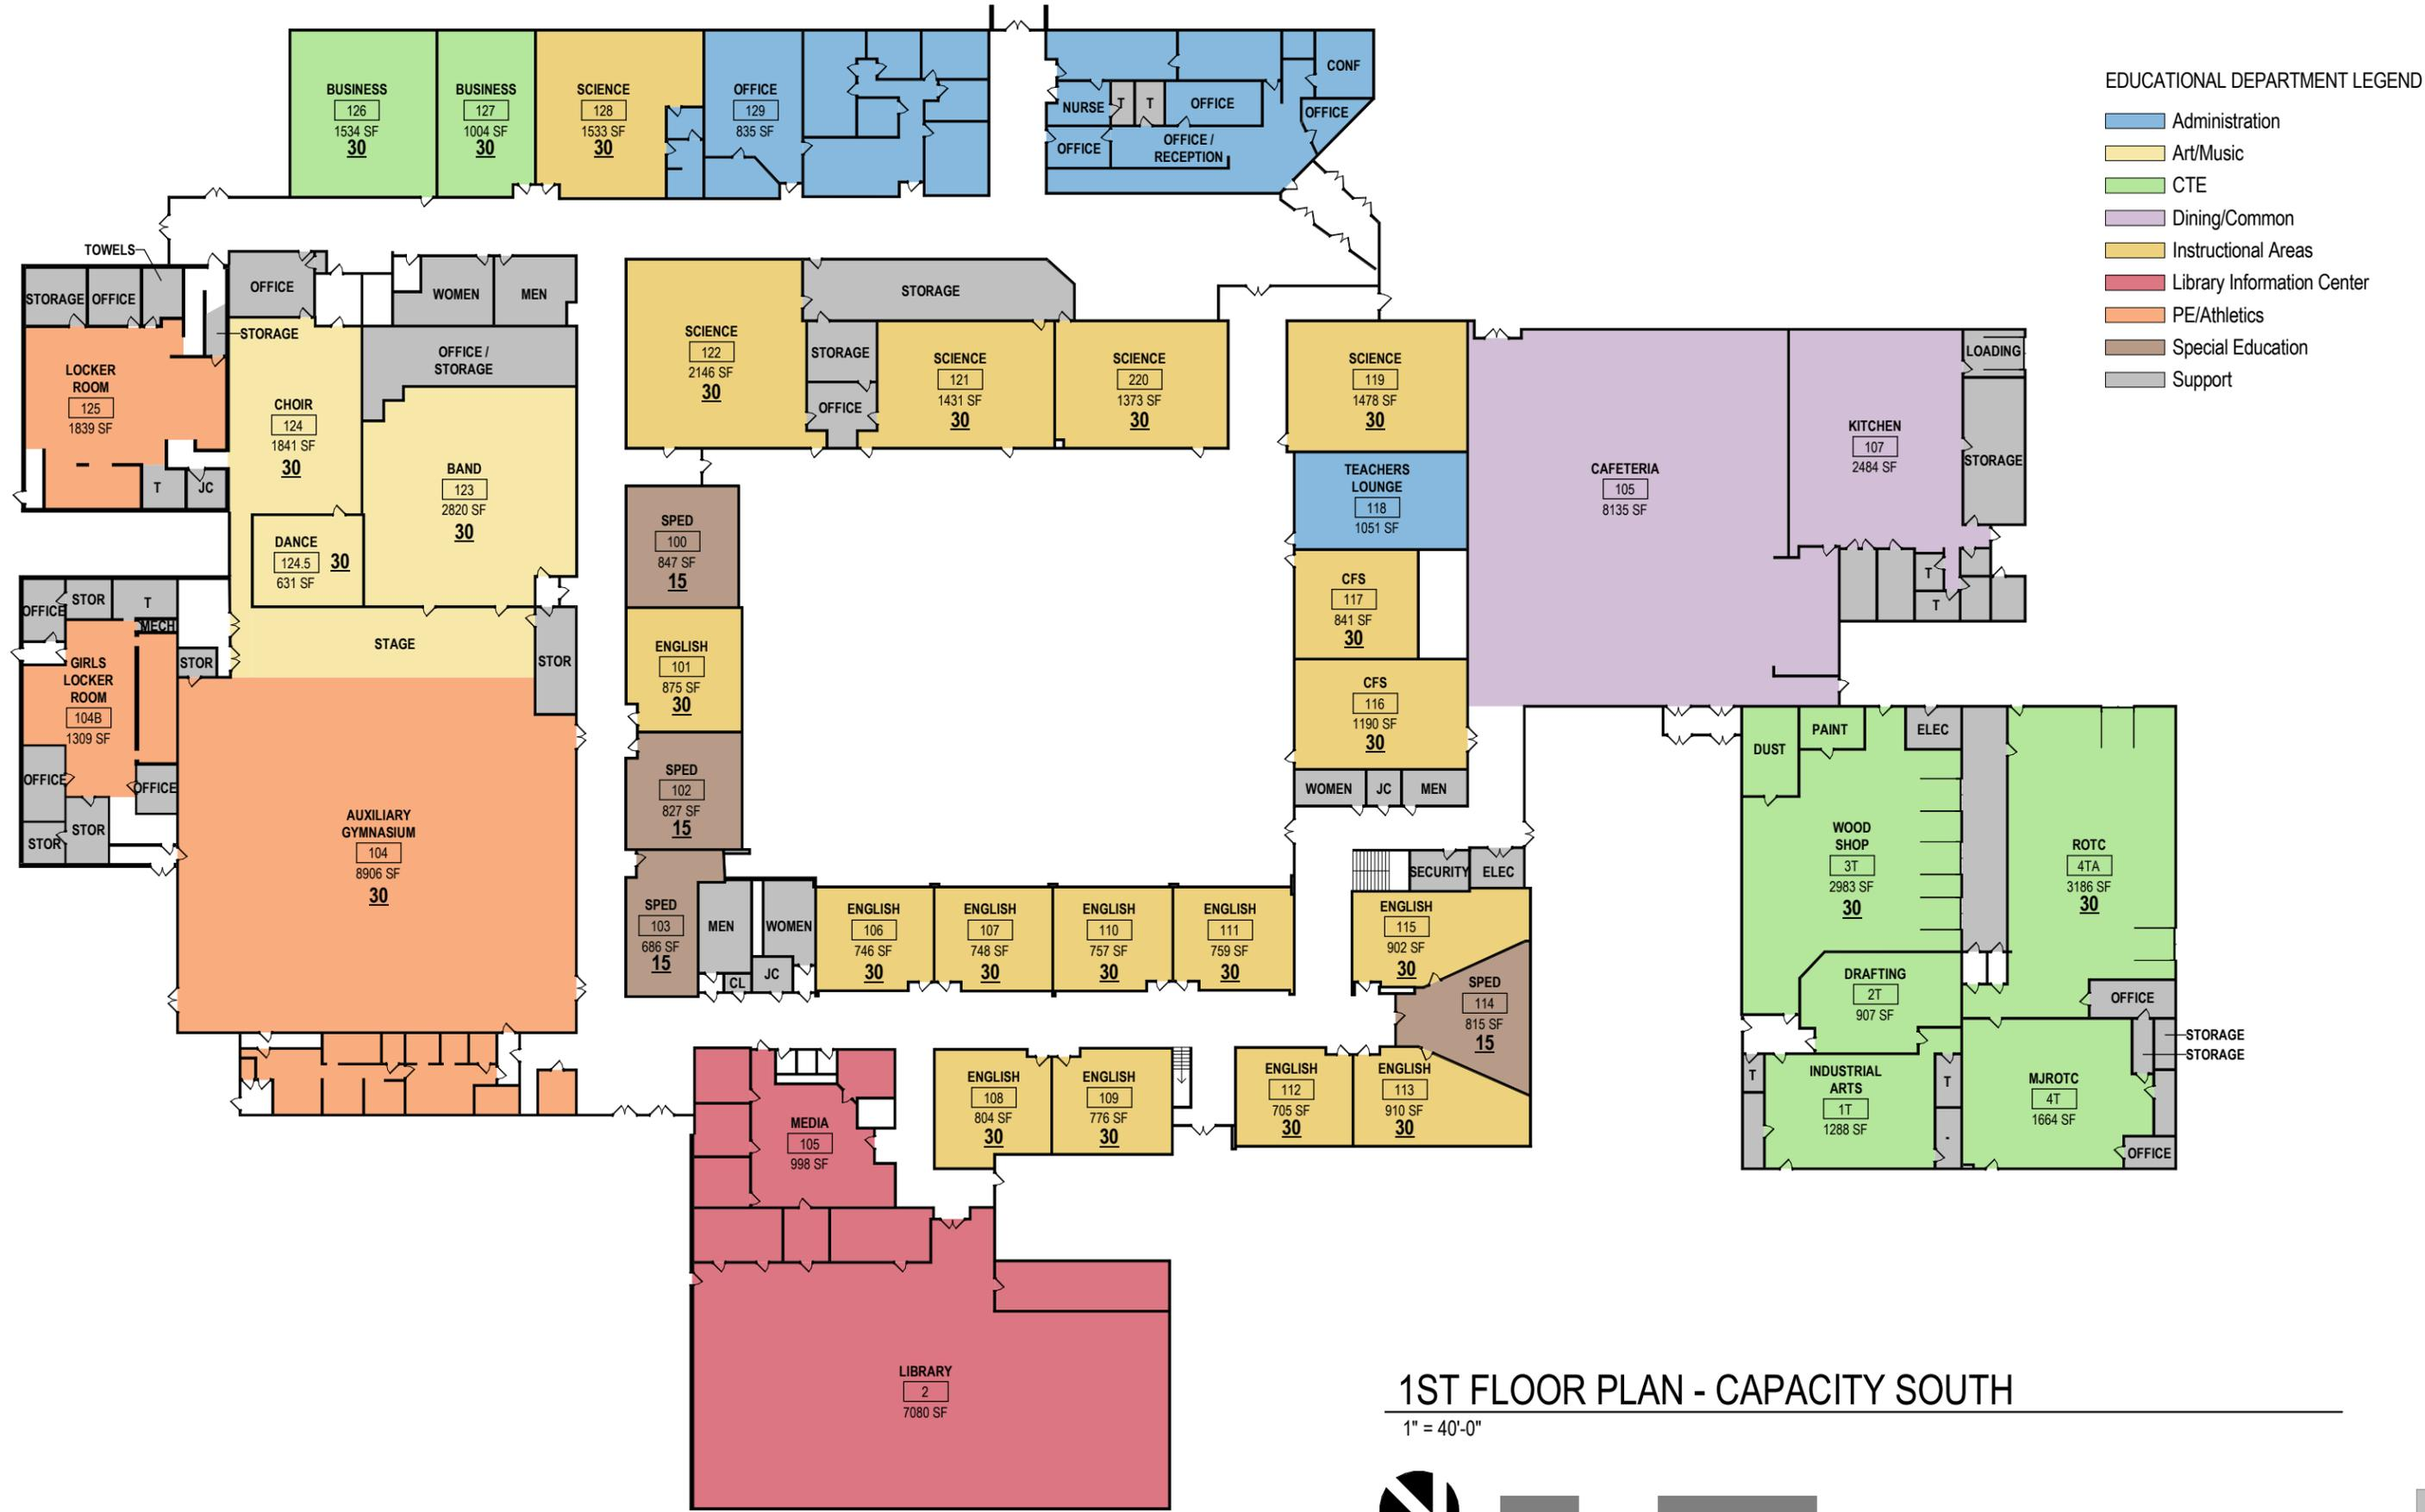 EDUCATIONAL DEPARTMENT LEGEND
Administration
Art/Music
CTE
Dining/Common
Instructional Areas
Library Information Center
PE/Athletics
Special Education
Support
BUSINESS
126
1534 SF
30
BUSINESS
127
1004 SF
30
SCIENCE
128
1533 SF
30
OFFICE
129
835 SF
NURSE
T
T
OFFICE
CONF
OFFICE
OFFICE
OFFICE /
RECEPTION
TOWELS
STORAGE
OFFICE
STORAGE
LOCKER
ROOM
125
1839 SF
T
JC
OFFICE
WOMEN
MEN
OFFICE /
STORAGE
CHOIR
124
1841 SF
30
BAND
123
2820 SF
30
DANCE
124.5
631 SF
30
STAGE
STOR
OFFICE
STOR
T
MECH
STOR
GIRLS
LOCKER
ROOM
104B
1309 SF
OFFICE
OFFICE
STOR
STOR
AUXILIARY
GYMNASIUM
104
8906 SF
30
SCIENCE
122
2146 SF
30
STORAGE
STORAGE
OFFICE
SCIENCE
121
1431 SF
30
SCIENCE
220
1373 SF
30
SCIENCE
119
1478 SF
30
TEACHERS
LOUNGE
118
1051 SF
CFS
117
841 SF
30
CFS
116
1190 SF
30
WOMEN
JC
MEN
CAFETERIA
105
8135 SF
KITCHEN
107
2484 SF
LOADING
STORAGE
T
T
SPED
100
847 SF
15
ENGLISH
101
875 SF
30
SPED
102
827 SF
15
SPED
103
686 SF
15
MEN
WOMEN
CL
JC
ENGLISH
106
746 SF
30
ENGLISH
107
748 SF
30
ENGLISH
110
757 SF
30
ENGLISH
111
759 SF
30
SECURITY
ELEC
ENGLISH
115
902 SF
30
SPED
114
815 SF
15
ENGLISH
108
804 SF
30
ENGLISH
109
776 SF
30
ENGLISH
112
705 SF
30
ENGLISH
113
910 SF
30
MEDIA
105
998 SF
LIBRARY
2
7080 SF
DUST
PAINT
ELEC
WOOD
SHOP
3T
2983 SF
30
ROTC
4TA
3186 SF
30
DRAFTING
2T
907 SF
OFFICE
STORAGE
STORAGE
T
INDUSTRIAL
ARTS
1T
1288 SF
T
-
MJROTC
4T
1664 SF
OFFICE
1ST FLOOR PLAN - CAPACITY SOUTH
1" = 40'-0"